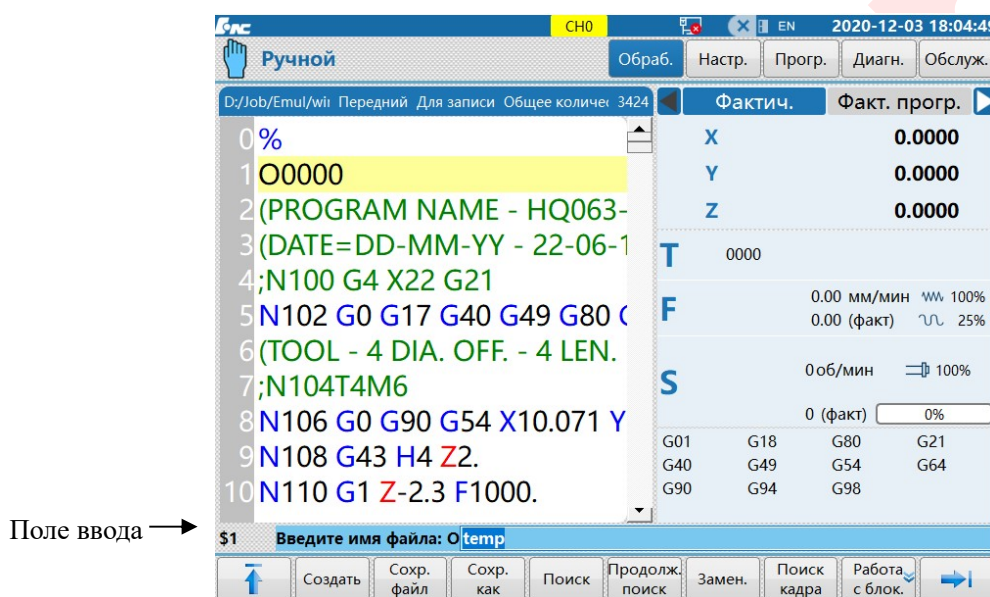 HNC CH0 EN 2020-12-03 18:04:49
Ручной Обраб. Настр. Прогр. Диагн. Обслуж.
D:/Job/Emul/wii Передний Для записи Общее количес 3424
0 %
1 O0000
2 (PROGRAM NAME - HQ063-
3 (DATE=DD-MM-YY - 22-06-1
4 ;N100 G4 X22 G21
5 N102 G0 G17 G40 G49 G80 G
6 (TOOL - 4 DIA. OFF. - 4 LEN.
7 ;N104T4M6
8 N106 G0 G90 G54 X10.071 Y
9 N108 G43 H4 Z2.
10 N110 G1 Z-2.3 F1000.
Фактич. Факт. прогр.
X 0.0000
Y 0.0000
Z 0.0000
T 0000
F 0.00 мм/мин 100%
0.00 (факт) 25%
S 0 об/мин 100%
0 (факт) 0%
G01 G18 G80 G21
G40 G49 G54 G64
G90 G94 G98
Поле ввода
$1 Введите имя файла: O temp
Создать Сохр. файл Сохр. как Поиск Продолж. поиск Замен. Поиск кадра Работа с блок.